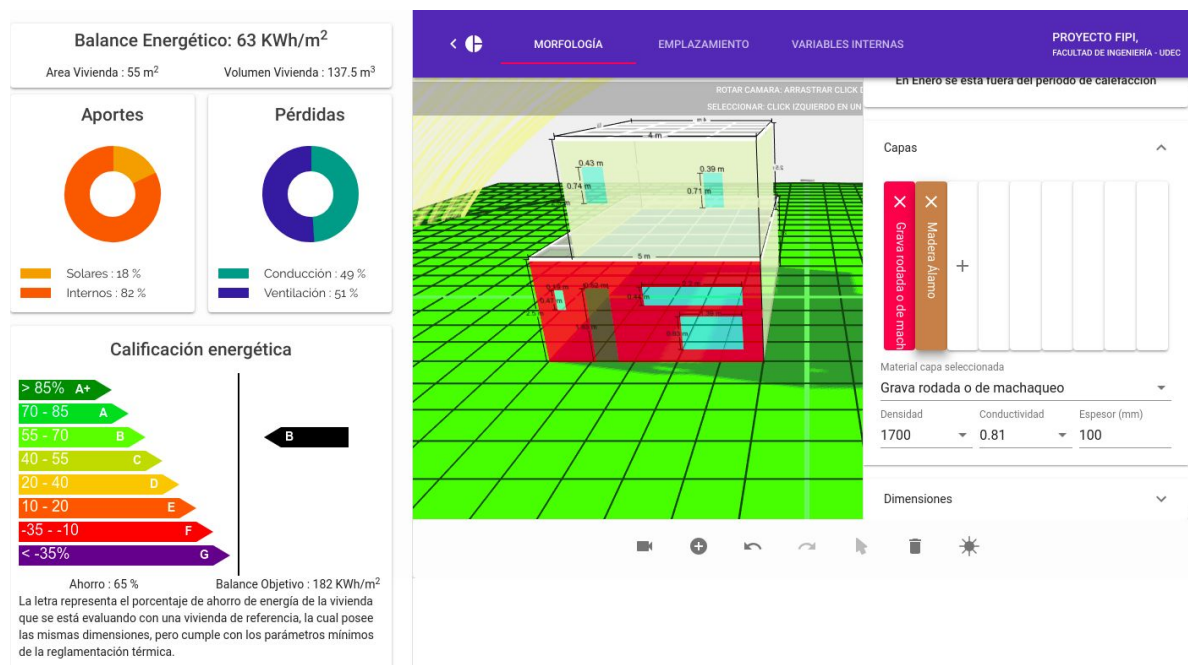 Balance Energético: 63 KWh/m²
Area Vivienda : 55 m²
Volumen Vivienda : 137.5 m³
Aportes
Solares : 18 %
Internos : 82 %
Pérdidas
Conducción : 49 %
Ventilación : 51 %
Calificación energética
> 85% A+
70 - 85 A
55 - 70 B
40 - 55 C
20 - 40 D
10 - 20 E
-35 - -10 F
< -35% G
B
Ahorro : 65 %
Balance Objetivo : 182 KWh/m²
La letra representa el porcentaje de ahorro de energía de la vivienda
que se está evaluando con una vivienda de referencia, la cual posee
las mismas dimensiones, pero cumple con los parámetros mínimos
de la reglamentación térmica.
MORFOLOGÍA
EMPLAZAMIENTO
VARIABLES INTERNAS
PROYECTO FIPI,
FACULTAD DE INGENIERÍA - UDEC
ROTAR CAMARA: ARRASTRAR CLICK
SELECCIONAR: CLICK IZQUIERDO EN UN
4 m
0.43 m
0.74 m
0.39 m
0.71 m
5 m
En Enero se está fuera del periodo de calefacción
Capas
Grava rodada o de mach
Madera Álamo
+
Material capa seleccionada
Grava rodada o de machaqueo
Densidad
1700
Conductividad
0.81
Espesor (mm)
100
Dimensiones